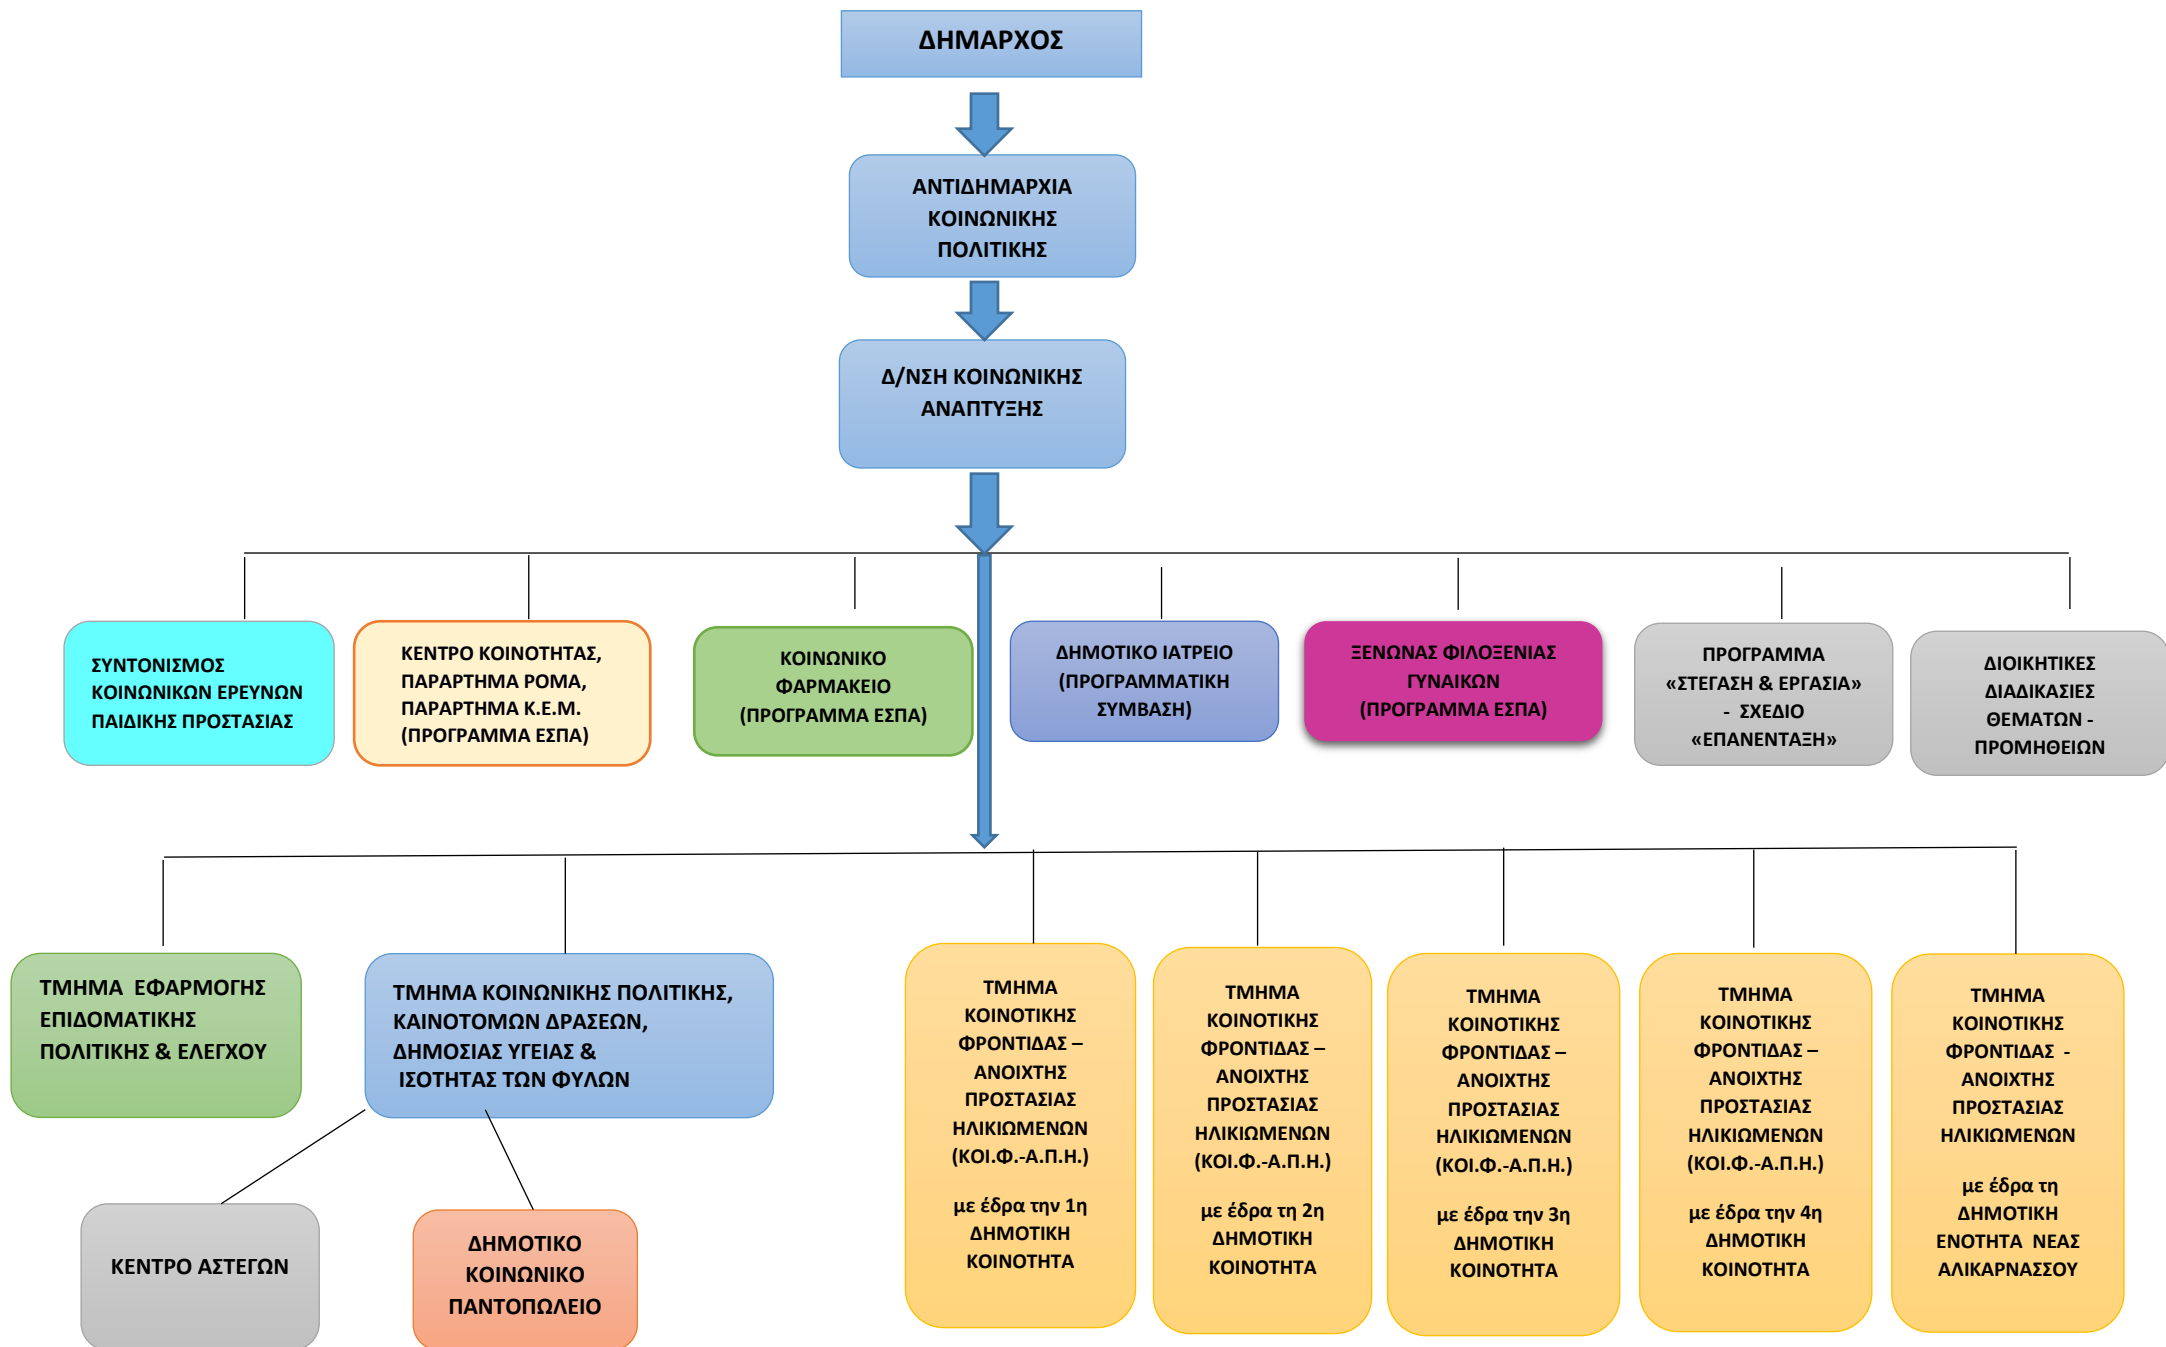 ΔΗΜΑΡΧΟΣ
ΑΝΤΙΔΗΜΑΡΧΙΑ
ΚΟΙΝΩΝΙΚΗΣ
ΠΟΛΙΤΙΚΗΣ
Δ/ΝΣΗ ΚΟΙΝΩΝΙΚΗΣ
ΑΝΑΠΤΥΞΗΣ
ΣΥΝΤΟΝΙΣΜΟΣ
ΚΟΙΝΩΝΙΚΩΝ ΕΡΕΥΝΩΝ
ΠΑΙΔΙΚΗΣ ΠΡΟΣΤΑΣΙΑΣ
ΚΕΝΤΡΟ ΚΟΙΝΟΤΗΤΑΣ,
ΠΑΡΑΡΤΗΜΑ ΡΟΜΑ,
ΠΑΡΑΡΤΗΜΑ Κ.Ε.Μ.
(ΠΡΟΓΡΑΜΜΑ ΕΣΠΑ)
ΚΟΙΝΩΝΙΚΟ
ΦΑΡΜΑΚΕΙΟ
(ΠΡΟΓΡΑΜΜΑ ΕΣΠΑ)
ΔΗΜΟΤΙΚΟ ΙΑΤΡΕΙΟ
(ΠΡΟΓΡΑΜΜΑΤΙΚΗ
ΣΥΜΒΑΣΗ)
ΞΕΝΩΝΑΣ ΦΙΛΟΞΕΝΙΑΣ
ΓΥΝΑΙΚΩΝ
(ΠΡΟΓΡΑΜΜΑ ΕΣΠΑ)
ΠΡΟΓΡΑΜΜΑ
«ΣΤΕΓΑΣΗ & ΕΡΓΑΣΙΑ»
- ΣΧΕΔΙΟ
«ΕΠΑΝΕΝΤΑΞΗ»
ΔΙΟΙΚΗΤΙΚΕΣ
ΔΙΑΔΙΚΑΣΙΕΣ
ΘΕΜΑΤΩΝ -
ΠΡΟΜΗΘΕΙΩΝ
ΤΜΗΜΑ ΕΦΑΡΜΟΓΗΣ
ΕΠΙΔΟΜΑΤΙΚΗΣ
ΠΟΛΙΤΙΚΗΣ & ΕΛΕΓΧΟΥ
ΤΜΗΜΑ ΚΟΙΝΩΝΙΚΗΣ ΠΟΛΙΤΙΚΗΣ,
ΚΑΙΝΟΤΟΜΩΝ ΔΡΑΣΕΩΝ,
ΔΗΜΟΣΙΑΣ ΥΓΕΙΑΣ &
ΙΣΟΤΗΤΑΣ ΤΩΝ ΦΥΛΩΝ
ΤΜΗΜΑ
ΚΟΙΝΟΤΙΚΗΣ
ΦΡΟΝΤΙΔΑΣ –
ΑΝΟΙΧΤΗΣ
ΠΡΟΣΤΑΣΙΑΣ
ΗΛΙΚΙΩΜΕΝΩΝ
(ΚΟΙ.Φ.-Α.Π.Η.)
με έδρα την 1η
ΔΗΜΟΤΙΚΗ
ΚΟΙΝΟΤΗΤΑ
ΤΜΗΜΑ
ΚΟΙΝΟΤΙΚΗΣ
ΦΡΟΝΤΙΔΑΣ –
ΑΝΟΙΧΤΗΣ
ΠΡΟΣΤΑΣΙΑΣ
ΗΛΙΚΙΩΜΕΝΩΝ
(ΚΟΙ.Φ.-Α.Π.Η.)
με έδρα τη 2η
ΔΗΜΟΤΙΚΗ
ΚΟΙΝΟΤΗΤΑ
ΤΜΗΜΑ
ΚΟΙΝΟΤΙΚΗΣ
ΦΡΟΝΤΙΔΑΣ –
ΑΝΟΙΧΤΗΣ
ΠΡΟΣΤΑΣΙΑΣ
ΗΛΙΚΙΩΜΕΝΩΝ
(ΚΟΙ.Φ.-Α.Π.Η.)
με έδρα την 3η
ΔΗΜΟΤΙΚΗ
ΚΟΙΝΟΤΗΤΑ
ΤΜΗΜΑ
ΚΟΙΝΟΤΙΚΗΣ
ΦΡΟΝΤΙΔΑΣ –
ΑΝΟΙΧΤΗΣ
ΠΡΟΣΤΑΣΙΑΣ
ΗΛΙΚΙΩΜΕΝΩΝ
(ΚΟΙ.Φ.-Α.Π.Η.)
με έδρα την 4η
ΔΗΜΟΤΙΚΗ
ΚΟΙΝΟΤΗΤΑ
ΤΜΗΜΑ
ΚΟΙΝΟΤΙΚΗΣ
ΦΡΟΝΤΙΔΑΣ -
ΑΝΟΙΧΤΗΣ
ΠΡΟΣΤΑΣΙΑΣ
ΗΛΙΚΙΩΜΕΝΩΝ
με έδρα τη
ΔΗΜΟΤΙΚΗ
ΕΝΟΤΗΤΑ ΝΕΑΣ
ΑΛΙΚΑΡΝΑΣΣΟΥ
ΚΕΝΤΡΟ ΑΣΤΕΓΩΝ
ΔΗΜΟΤΙΚΟ
ΚΟΙΝΩΝΙΚΟ
ΠΑΝΤΟΠΩΛΕΙΟ